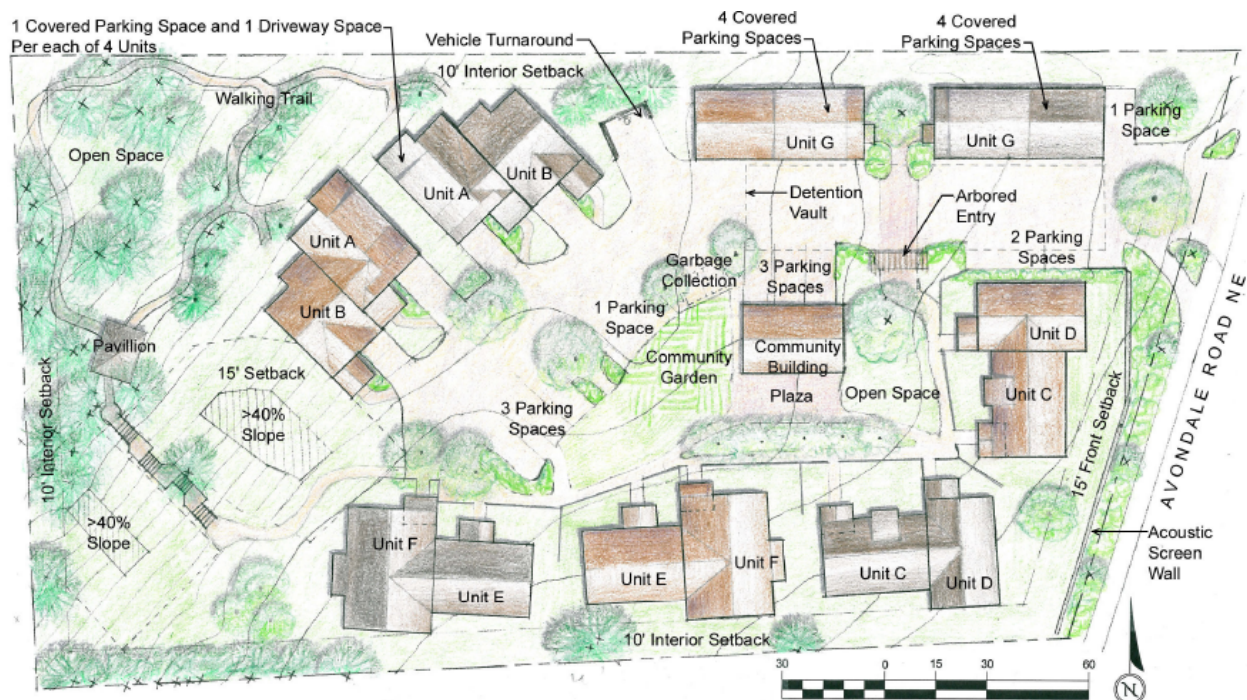 1 Covered Parking Space and 1 Driveway Space
Per each of 4 Units
Vehicle Turnaround
4 Covered
Parking Spaces
4 Covered
Parking Spaces
10' Interior Setback
Walking Trail
Open Space
1 Parking
Space
Unit G
Unit G
Unit A
Unit B
Detention
Vault
Arbored
Entry
Unit A
Unit B
Garbage
Collection
3 Parking
Spaces
2 Parking
Spaces
1 Parking
Space
Unit D
Pavillion
Community
Garden
Community
Building
Unit C
15' Setback
Plaza
Open Space
>40%
Slope
3 Parking
Spaces
10' Interior Setback
>40%
Slope
15' Front Setback
AVONDALE ROAD NE
Acoustic
Screen
Wall
Unit F
Unit E
Unit E
Unit F
Unit C
Unit D
10' Interior Setback
30 0 15 30 60
N